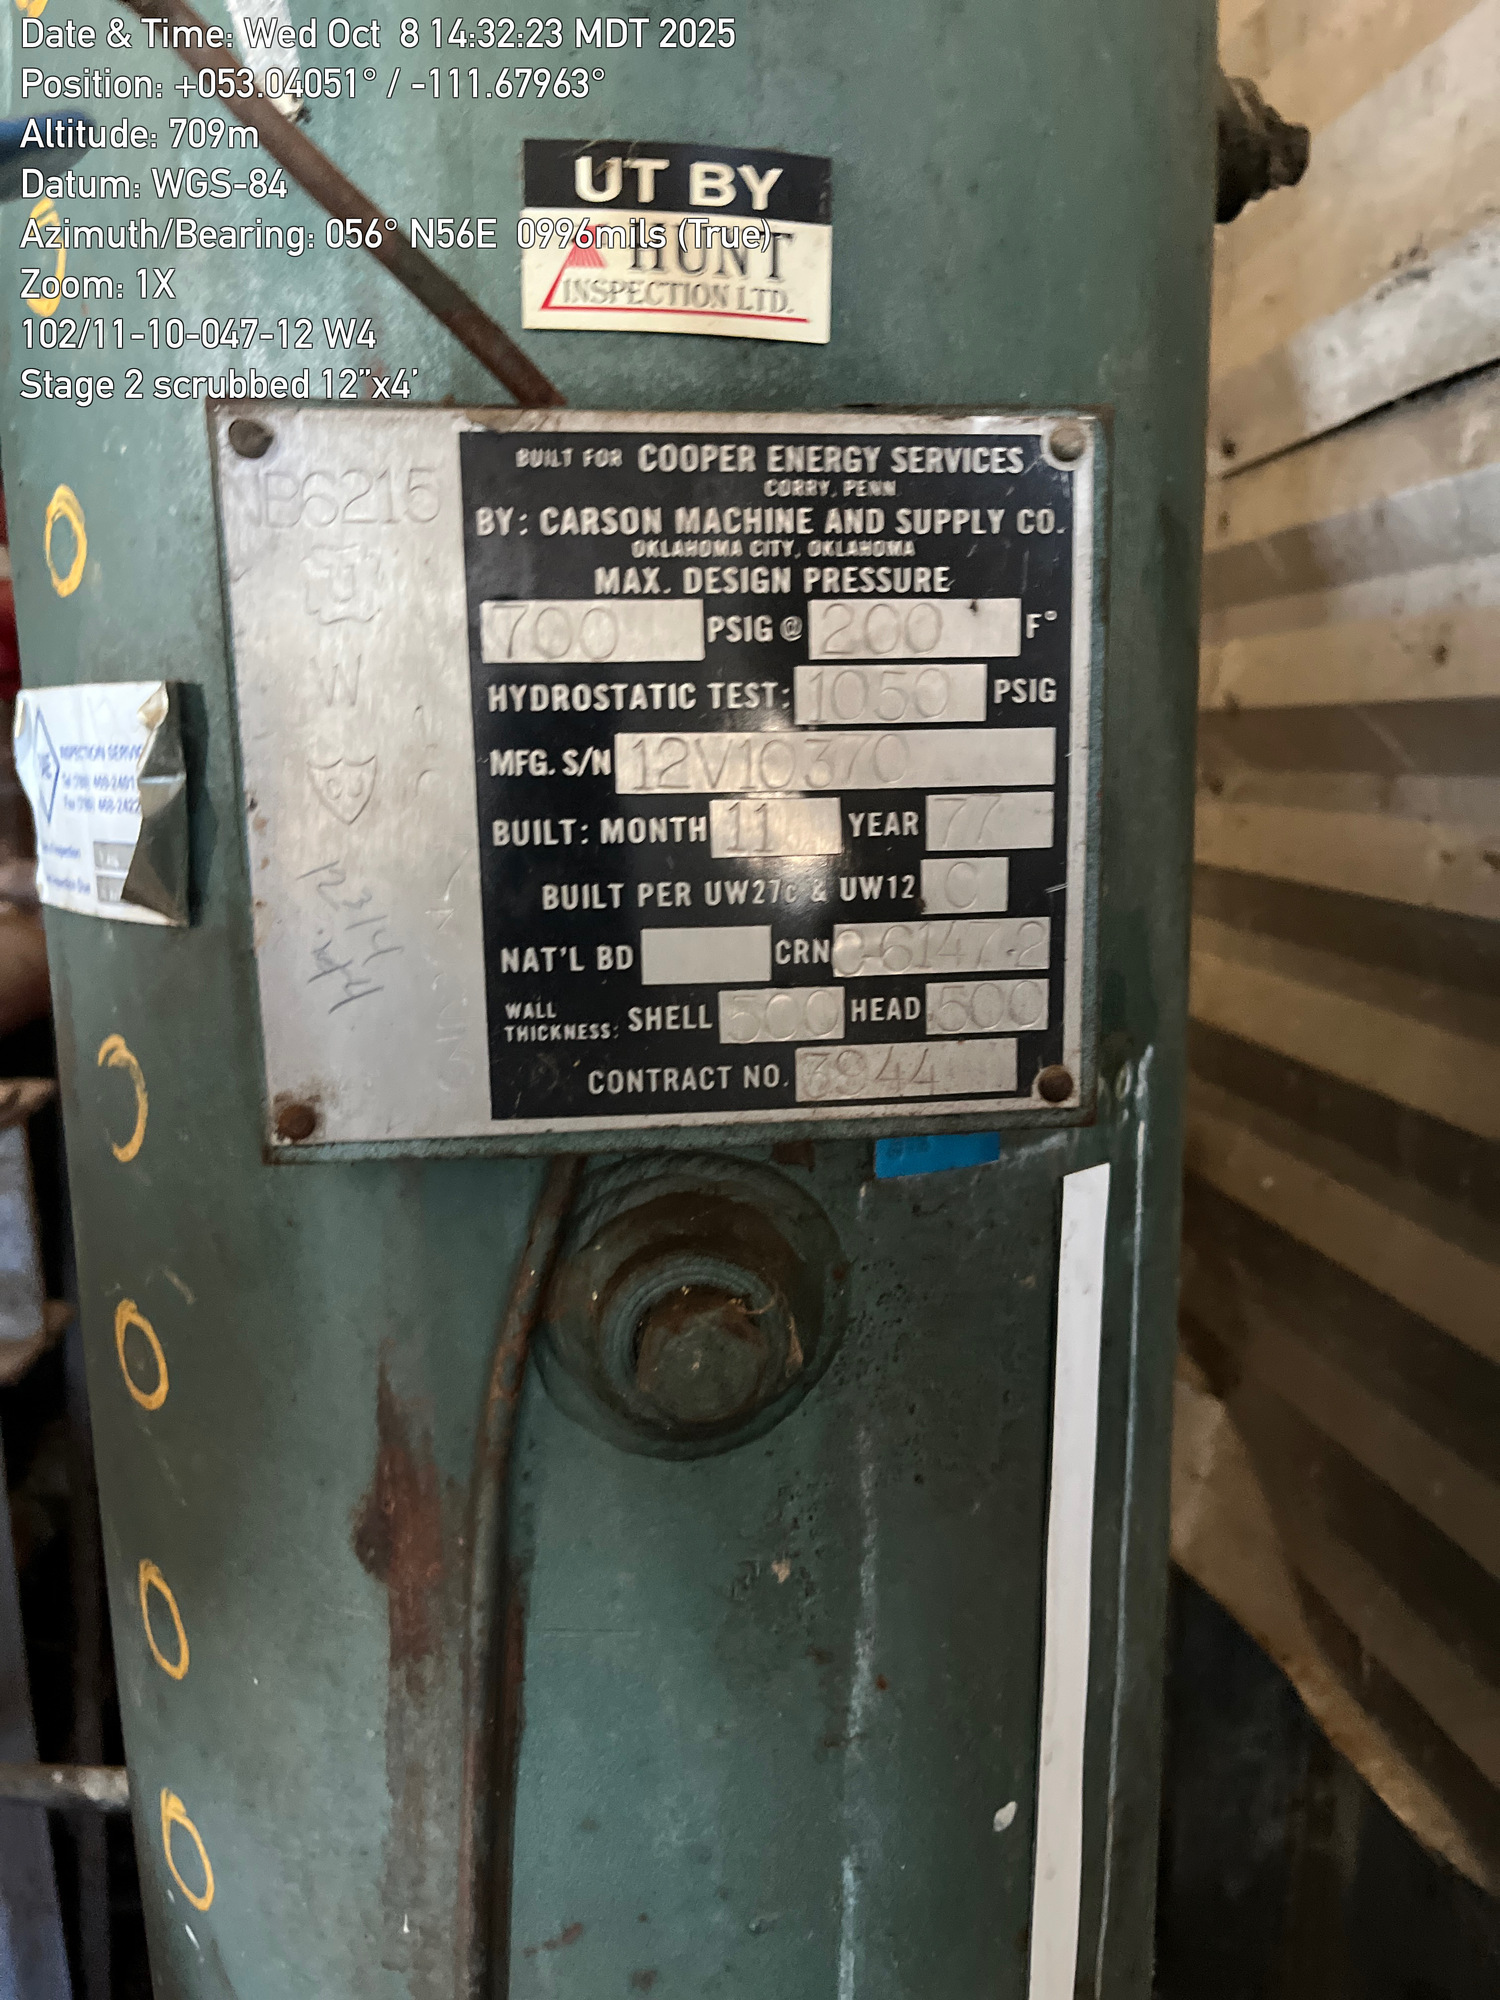 Date & Time: Wed Oct 8 14:32:23 MDT 2025
Position: +053.04051° / -111.67963°
Altitude: 709m
Datum: WGS-84
Azimuth/Bearing: 056° N56E 0996mils (True)
Zoom: 1X
102/11-10-047-12 W4
Stage 2 scrubbed 12"x4'
UT BY
HUNT
INSPECTION LTD.
NB6215
U
W
BUILT FOR COOPER ENERGY SERVICES
CORRY, PENN
BY: CARSON MACHINE AND SUPPLY CO.
OKLAHOMA CITY, OKLAHOMA
MAX. DESIGN PRESSURE
700 PSIG @ 200 F°
HYDROSTATIC TEST: 1050 PSIG
MFG. S/N 12V10370
BUILT: MONTH 11 YEAR 77
BUILT PER UW27c & UW12 C
NAT'L BD CRN C-6147-2
WALL
THICKNESS: SHELL 500 HEAD 500
CONTRACT NO. 3944
INSPECTION SERVIC